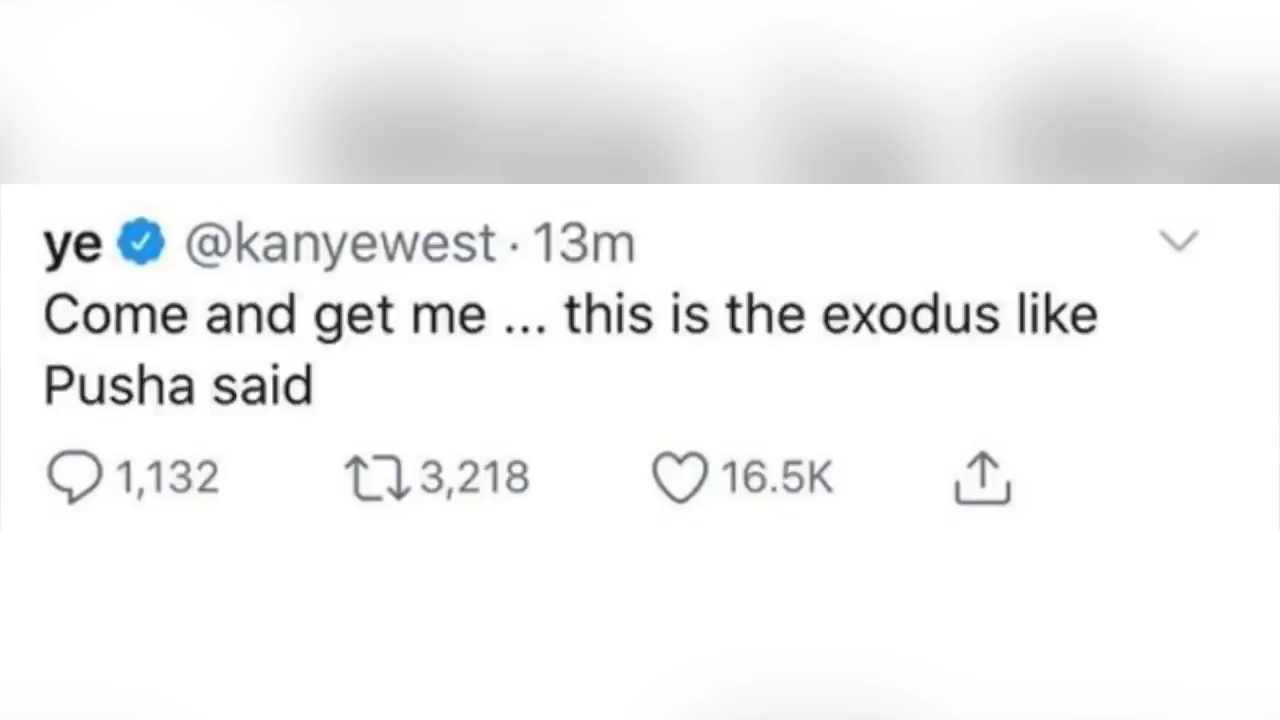 ye @kanyewest · 13m
Come and get me ... this is the exodus like
Pusha said
1,132 3,218 16.5K